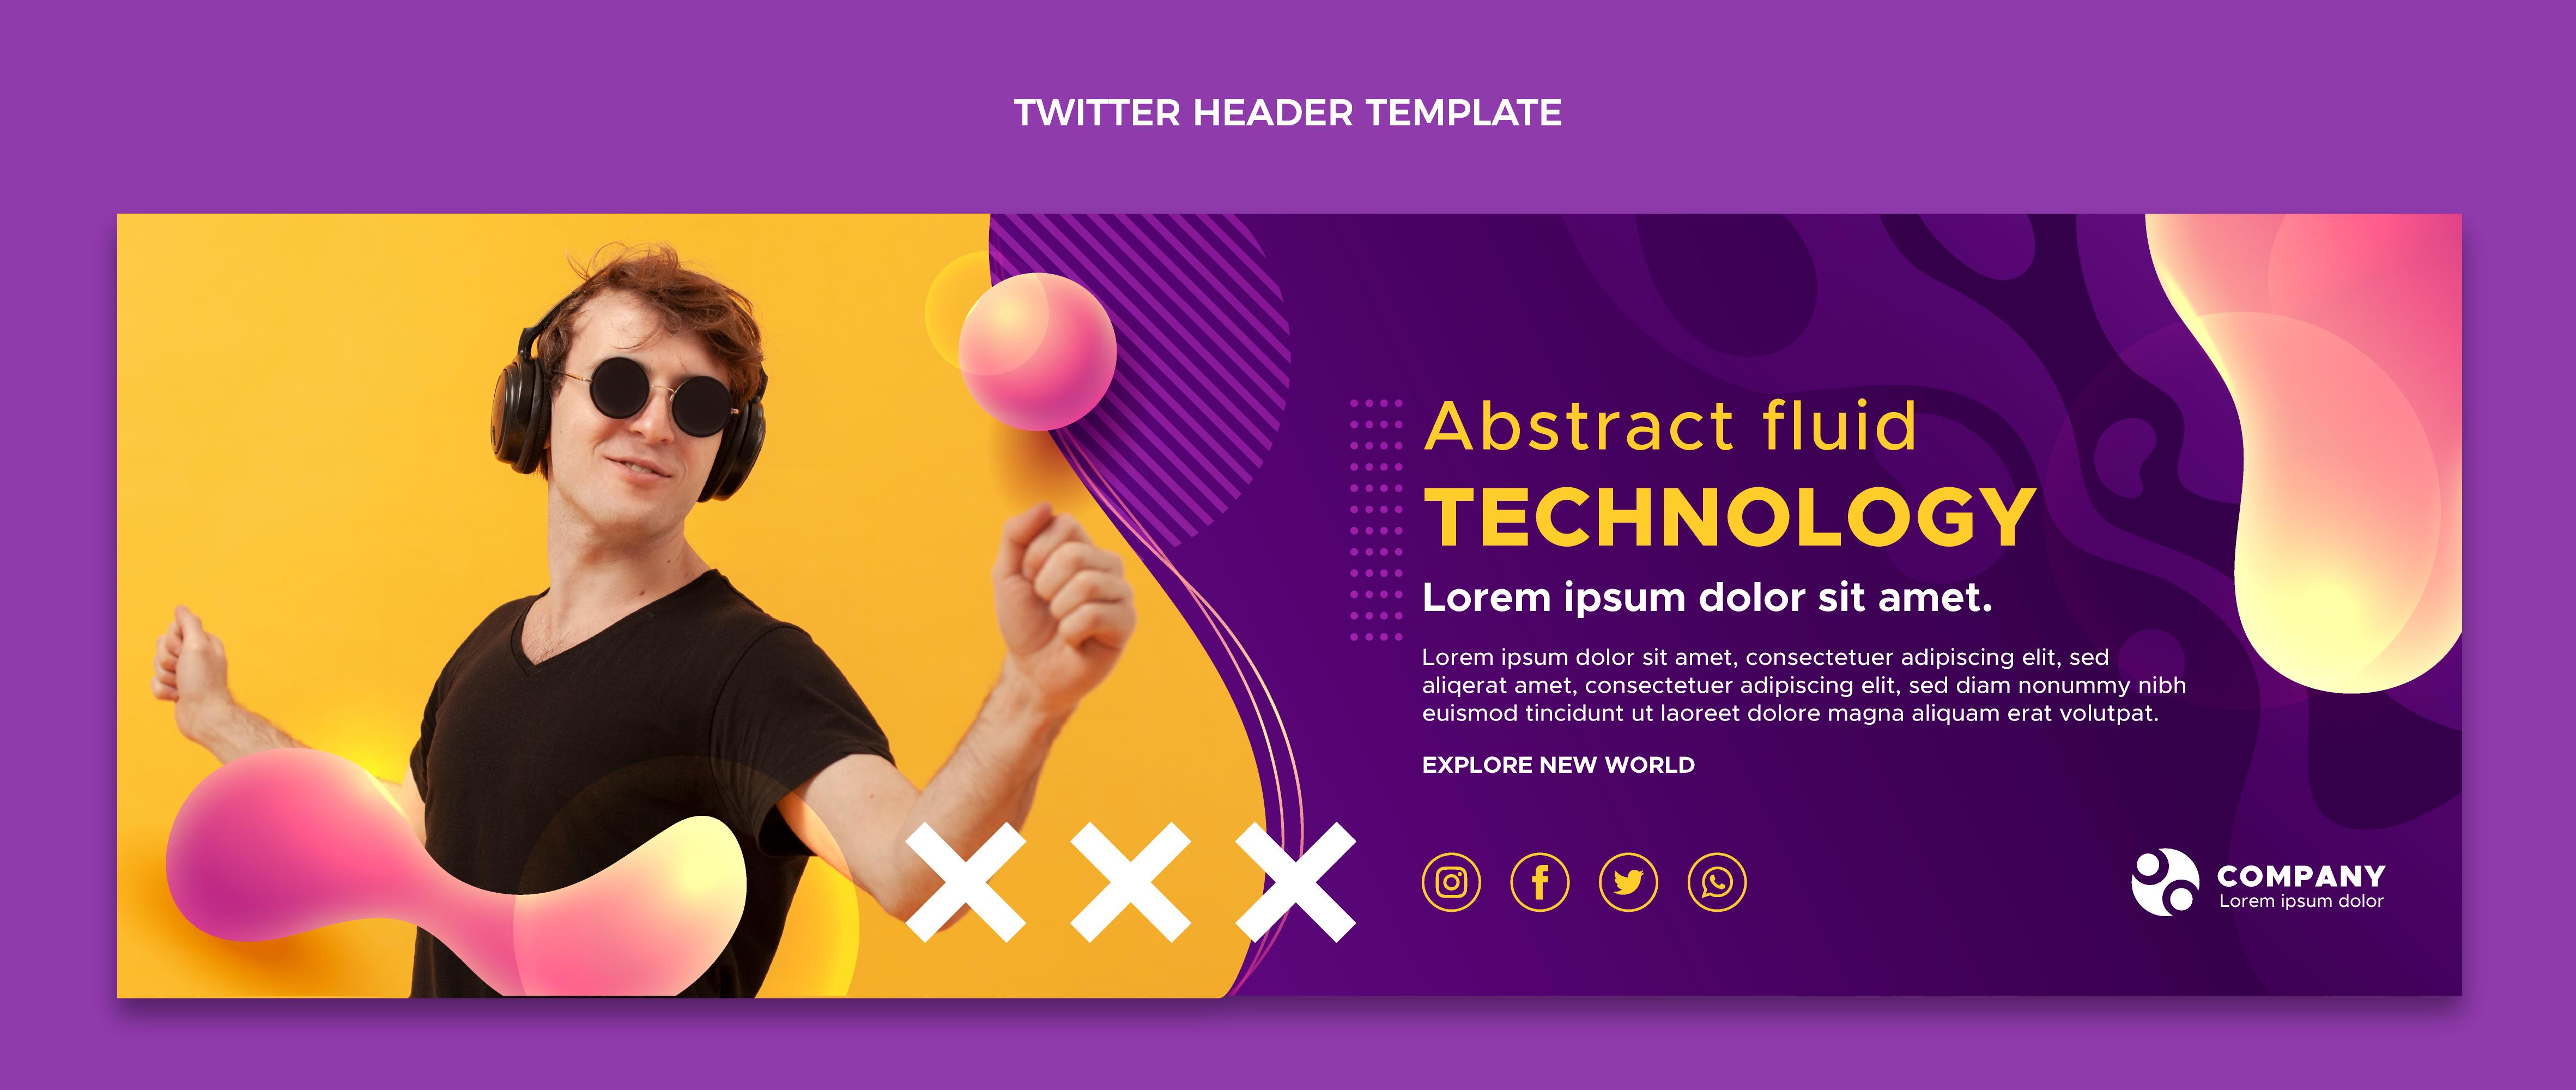 TWITTER HEADER TEMPLATE
Abstract fluid
TECHNOLOGY
Lorem ipsum dolor sit amet.
Lorem ipsum dolor sit amet, consectetuer adipiscing elit, sed
aliqerat amet, consectetuer adipiscing elit, sed diam nonummy nibh
euismod tincidunt ut laoreet dolore magna aliquam erat volutpat.
EXPLORE NEW WORLD
COMPANY
Lorem ipsum dolor